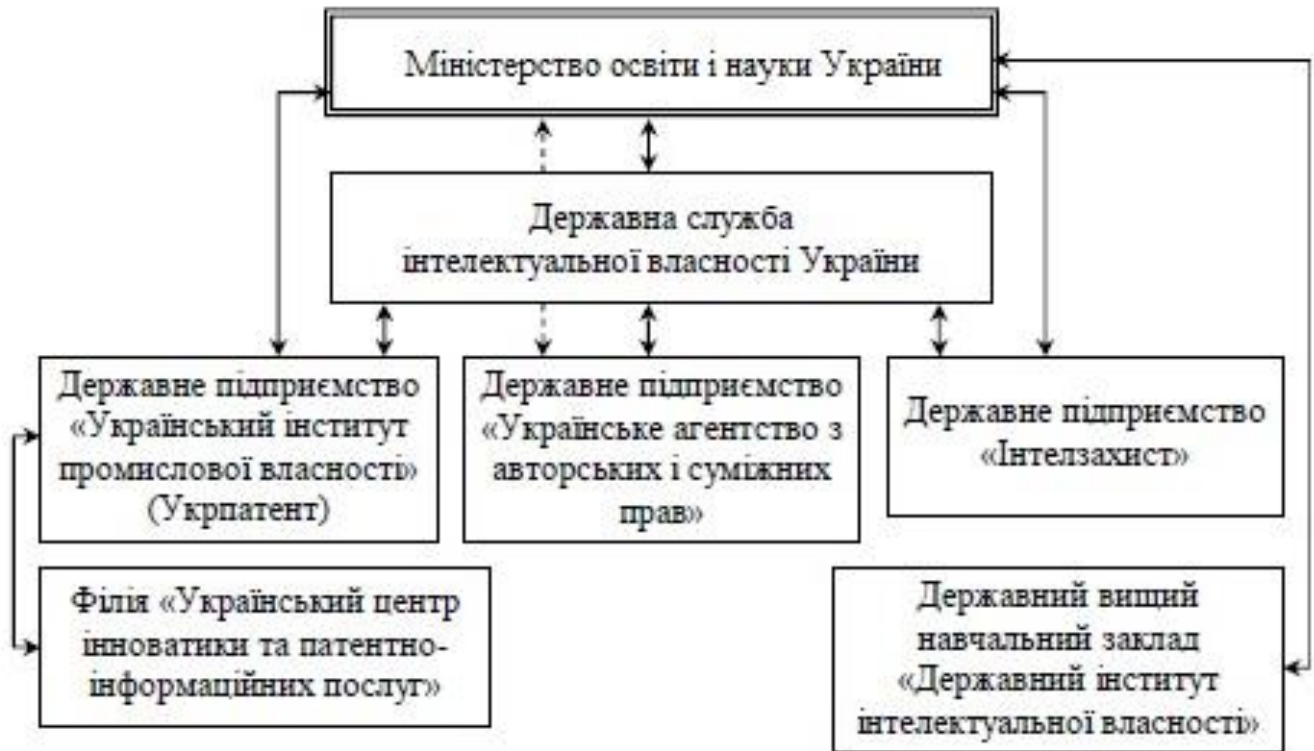 Міністерство освіти і науки України
Державна служба
інтелектуальної власності України
Державне підприємство
«Український інститут
промислової власності»
(Укрпатент)
Державне підприємство
«Українське агентство з
авторських і суміжних
прав»
Державне підприємство
«Інтелзахист»
Філія «Український центр
інноватики та патентно-
інформаційних послуг»
Державний вищий
навчальний заклад
«Державний інститут
інтелектуальної власності»